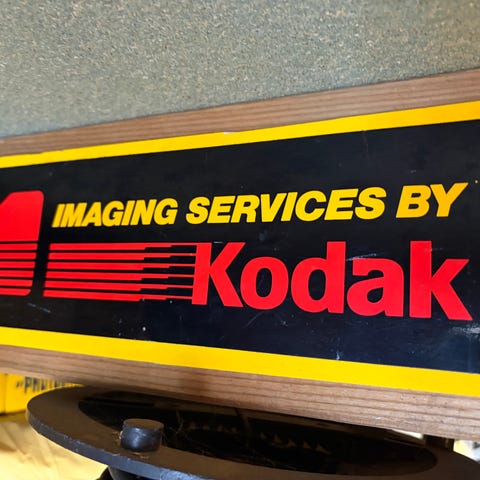 IMAGING SERVICES BY
Kodak